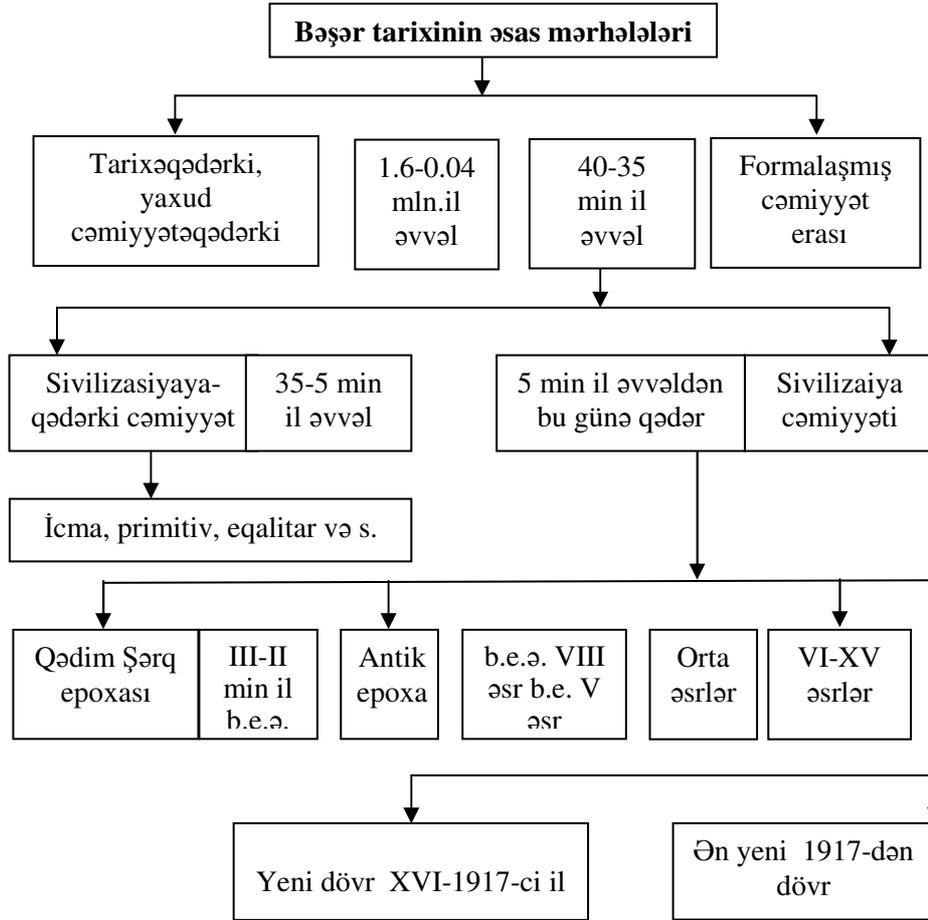 Bəşər tarixinin əsas mərhələləri
Tarixəqədərki,
yaxud
cəmiyyətəqədərki
1.6-0.04
mln.il
əvvəl
40-35
min il
əvvəl
Formalaşmış
cəmiyyət
erası
Sivilizasiyaya-
qədərki cəmiyyət
35-5 min
il əvvəl
5 min il əvvəldən
bu günə qədər
Sivilizaiya
cəmiyyəti
İcma, primitiv, eqalitar və s.
Qədim Şərq
epoxası
III-II
min il
b.e.ə.
Antik
epoxa
b.e.ə. VIII
əsr b.e. V
əsr
Orta
əsrlər
VI-XV
əsrlər
Yeni dövr XVI-1917-ci il
Ən yeni 1917-dən
dövr